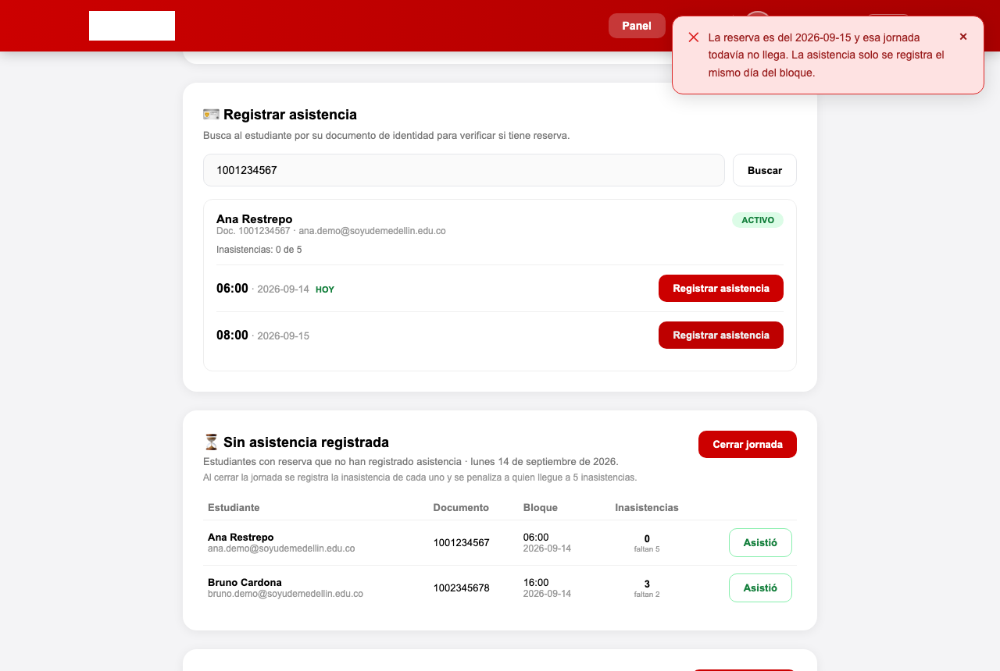 Panel
La reserva es del 2026-09-15 y esa jornada
todavía no llega. La asistencia solo se registra el
mismo día del bloque.
×
Registrar asistencia
Busca al estudiante por su documento de identidad para verificar si tiene reserva.
1001234567
Buscar
Ana Restrepo
ACTIVO
Doc. 1001234567 · ana.demo@soyudemedellin.edu.co
Inasistencias: 0 de 5
06:00 · 2026-09-14 HOY
Registrar asistencia
08:00 · 2026-09-15
Registrar asistencia
Sin asistencia registrada
Cerrar jornada
Estudiantes con reserva que no han registrado asistencia · lunes 14 de septiembre de 2026.
Al cerrar la jornada se registra la inasistencia de cada uno y se penaliza a quien llegue a 5 inasistencias.
Estudiante Documento Bloque Inasistencias
Ana Restrepo
ana.demo@soyudemedellin.edu.co
1001234567
06:00
2026-09-14
0
faltan 5
Asistió
Bruno Cardona
bruno.demo@soyudemedellin.edu.co
1002345678
16:00
2026-09-14
3
faltan 2
Asistió